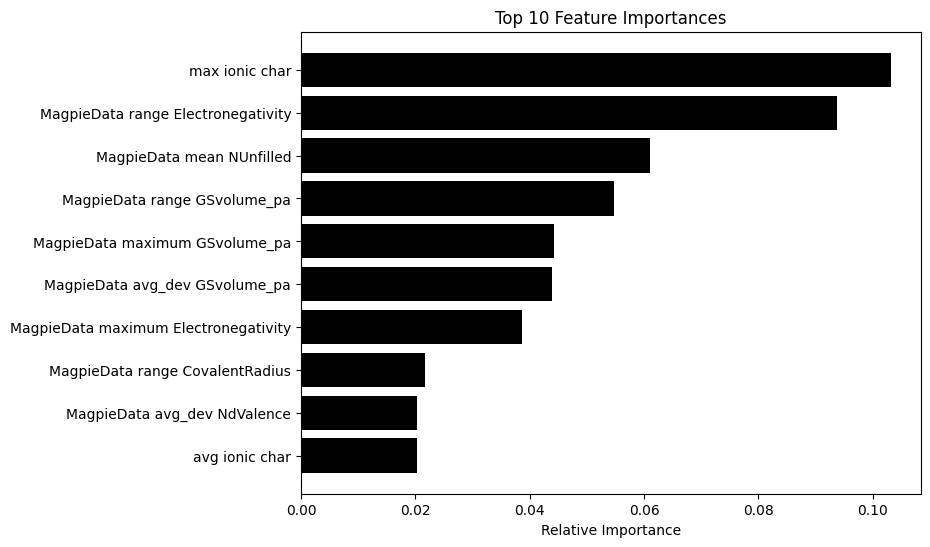 Top 10 Feature Importances
max ionic char
MagpieData range Electronegativity
MagpieData mean NUnfilled
MagpieData range GSvolume_pa
MagpieData maximum GSvolume_pa
MagpieData avg_dev GSvolume_pa
MagpieData maximum Electronegativity
MagpieData range CovalentRadius
MagpieData avg_dev NdValence
avg ionic char
0.00 0.02 0.04 0.06 0.08 0.10
Relative Importance